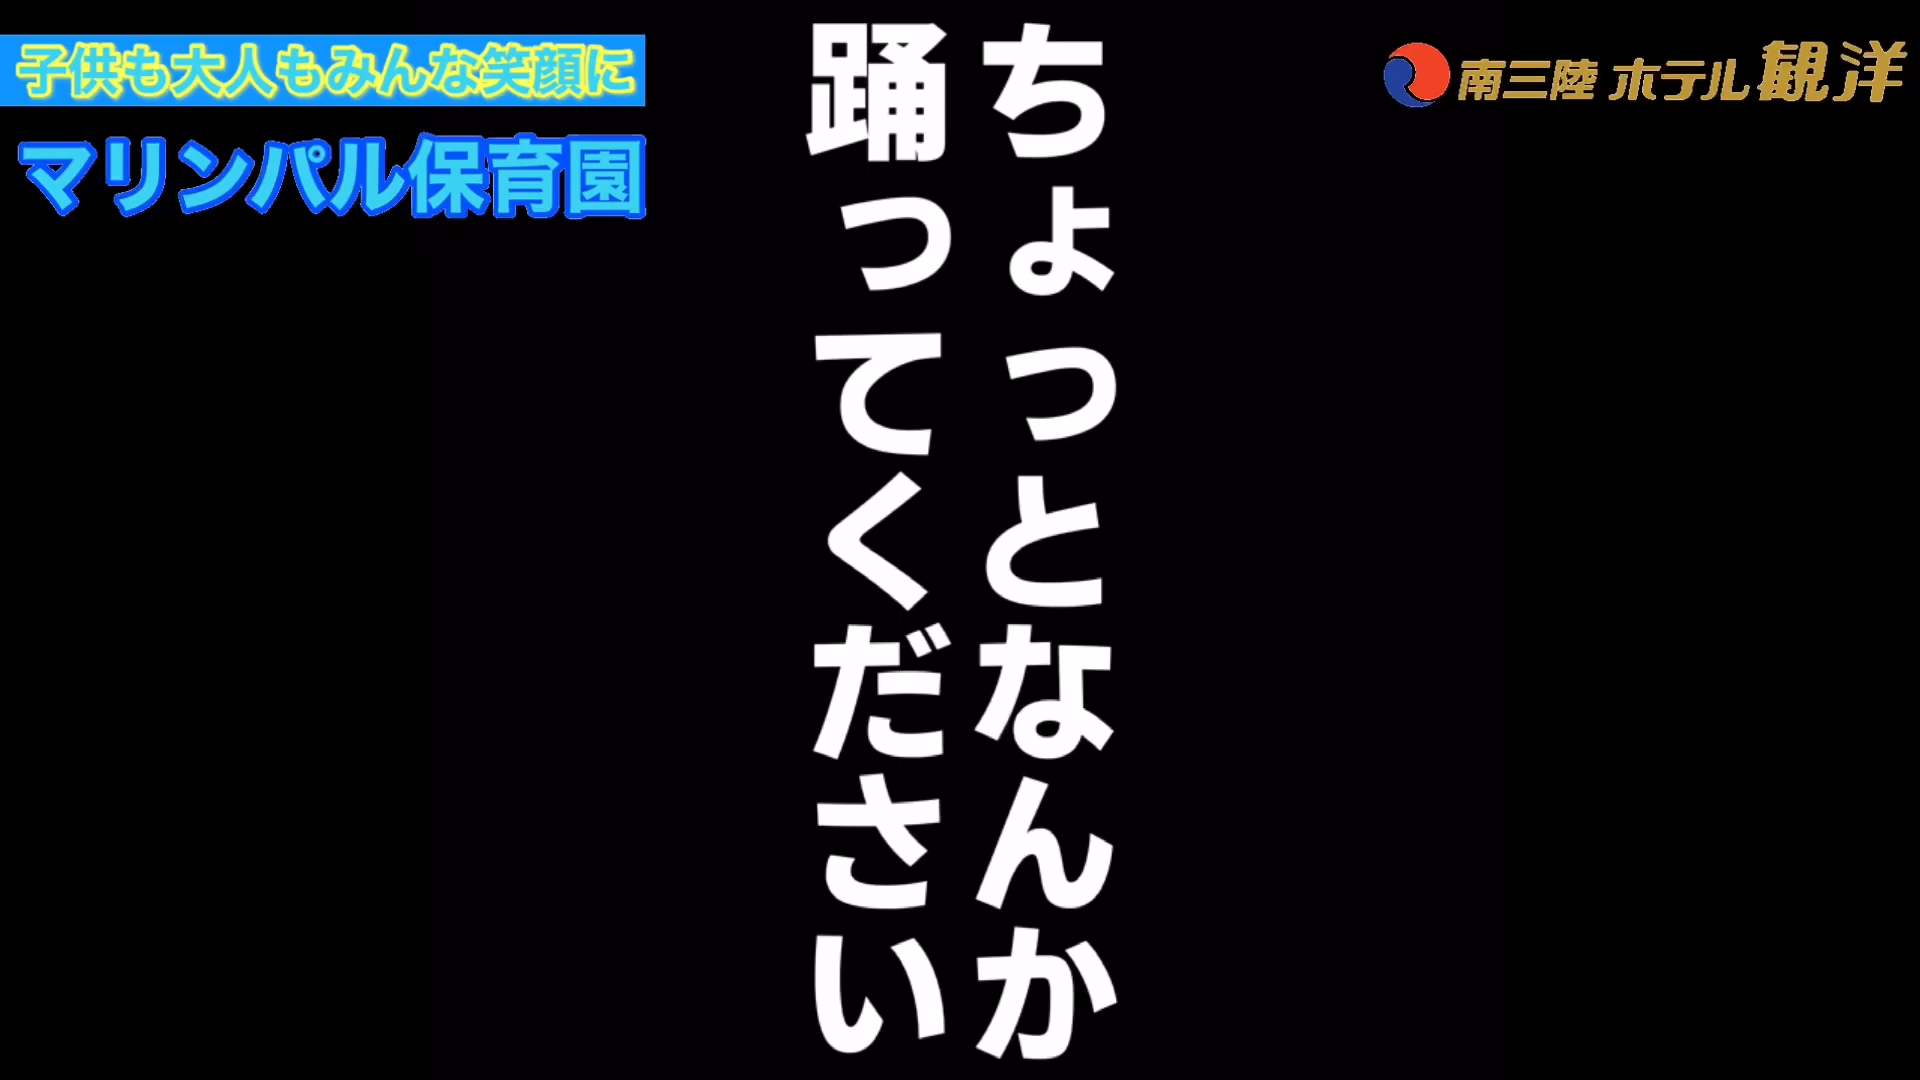 子供も大人もみんな笑顔に
マリンパル保育園
南三陸 ホテル 観洋
ちょっとなんか
踊ってください